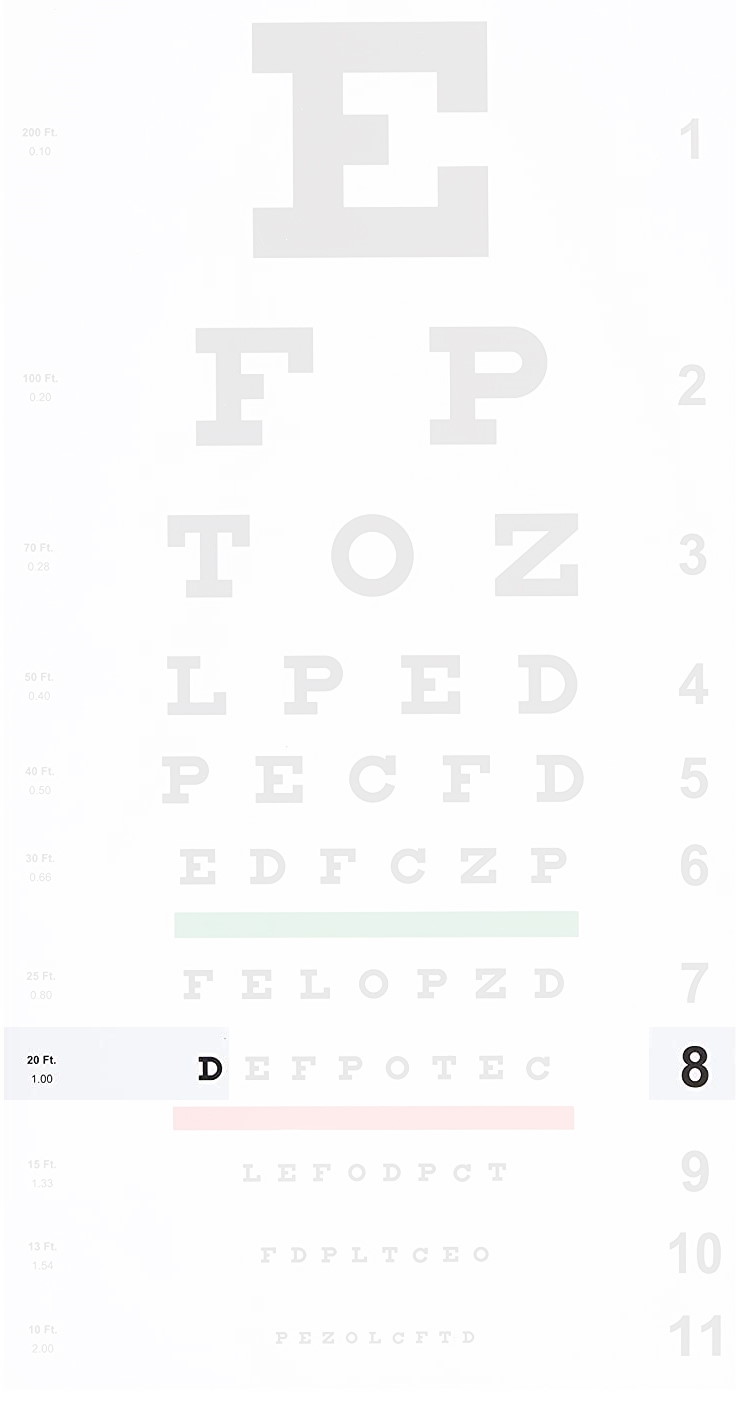 E
200 Ft.
0.10
1
F P
100 Ft.
0.20
2
T O Z
70 Ft.
0.28
3
L P E D
50 Ft.
0.40
4
P E C F D
40 Ft.
0.50
5
E D F C Z P
30 Ft.
0.66
6
F E L O P Z D
25 Ft.
0.80
7
D E F P O T E C
20 Ft.
1.00
8
L E F O D P C T
15 Ft.
1.33
9
F D P L T C E O
13 Ft.
1.54
10
P E Z O L C F T D
10 Ft.
2.00
11